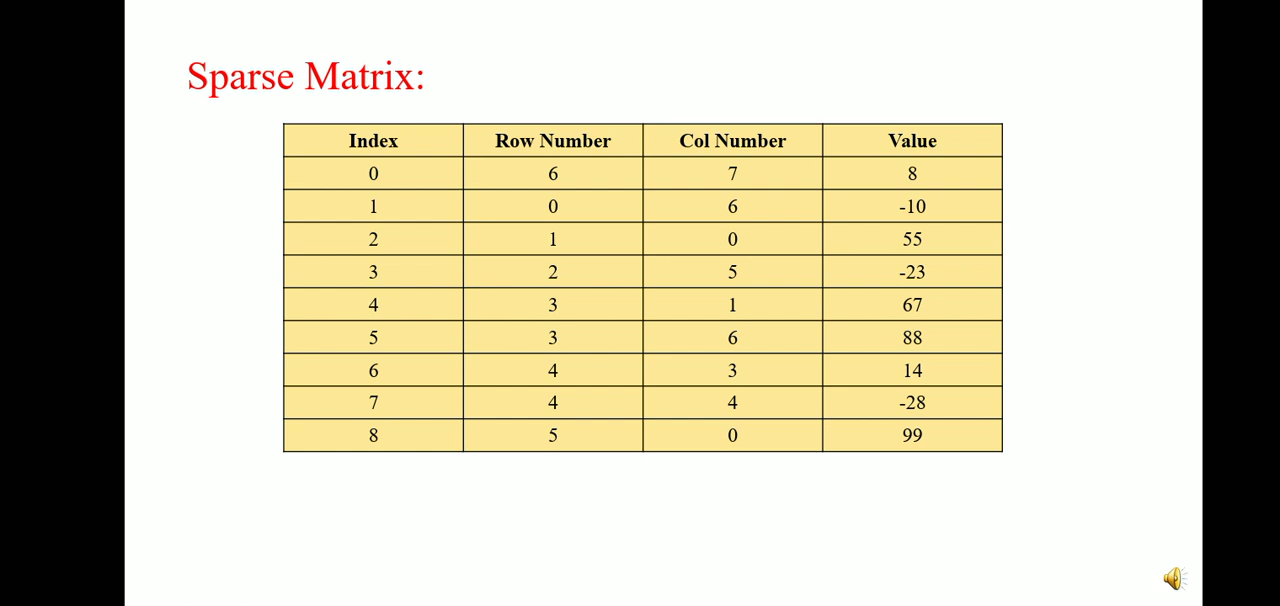 Sparse Matrix:
Index Row Number Col Number Value
0 6 7 8
1 0 6 -10
2 1 0 55
3 2 5 -23
4 3 1 67
5 3 6 88
6 4 3 14
7 4 4 -28
8 5 0 99